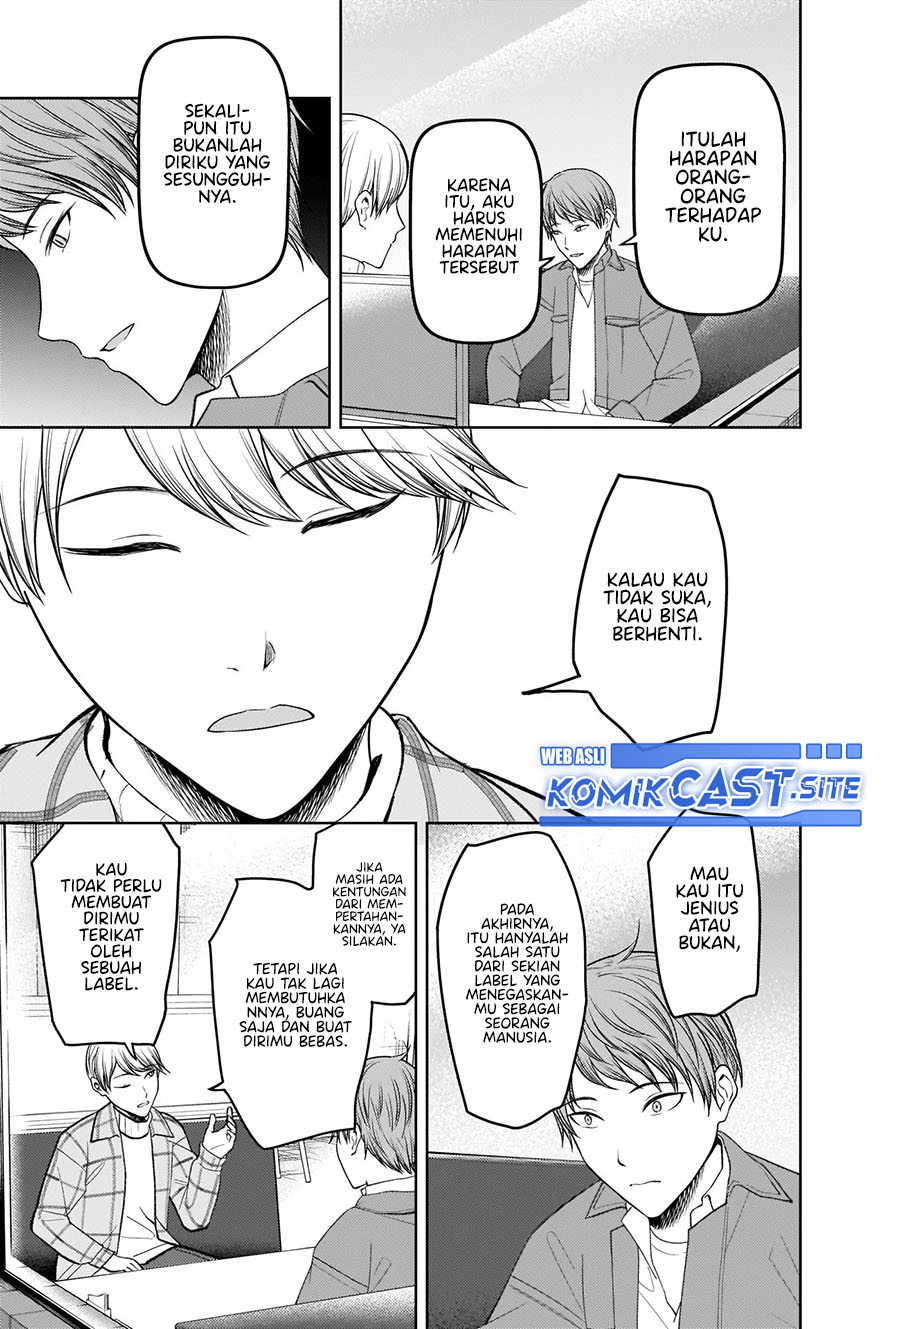 ITULAH
HARAPAN
ORANG-
ORANG
TERHADAP
KU.
KARENA
ITU, AKU
HARUS
MEMENUHI
HARAPAN
TERSEBUT
SEKALI-
PUN ITU
BUKANLAH
DIRIKU YANG
SESUNGGUH-
NYA.
KALAU KAU
TIDAK SUKA,
KAU BISA
BERHENTI.
WEB ASLI
KOMIKCAST.SITE
MAU
KAU ITU
JENIUS ATAU
BUKAN,
PADA
AKHIRNYA,
ITU HANYALAH
SALAH SATU
DARI SEKIAN
LABEL YANG
MENEGASKAN-
MU SEBAGAI
SEORANG
MANUSIA.
JIKA
MASIH ADA
KENTUNGAN
DARI MEM-
PERTAHAN-
KANNYA, YA
SILAKAN.
TETAPI JIKA
KAU TAK LAGI
MEMBUTUHKA
NNYA, BUANG
SAJA DAN BUAT
DIRIMU BEBAS.
KAU
TIDAK PERLU
MEMBUAT
DIRIMU
TERIKAT
OLEH
SEBUAH
LABEL.